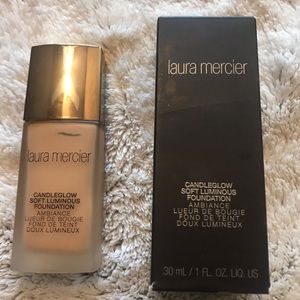 laura mercier
CANDLEGLOW
SOFT LUMINOUS
FOUNDATION
AMBIANCE
LUEUR DE BOUGIE
FOND DE TEINT
DOUX LUMINEUX
laura mercier
CANDLEGLOW
SOFT LUMINOUS
FOUNDATION
AMBIANCE
LUEUR DE BOUGIE
FOND DE TEINT
DOUX LUMINEUX
30 mL / 1 FL. OZ. LIQ. US